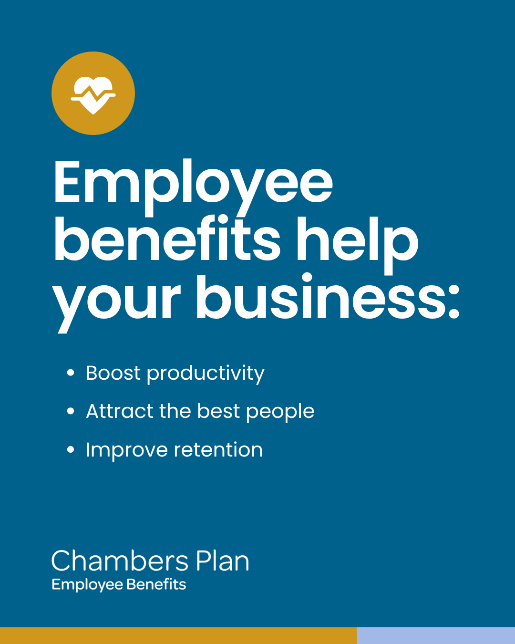 Employee
benefits help
your business:
• Boost productivity
• Attract the best people
• Improve retention
Chambers Plan
Employee Benefits